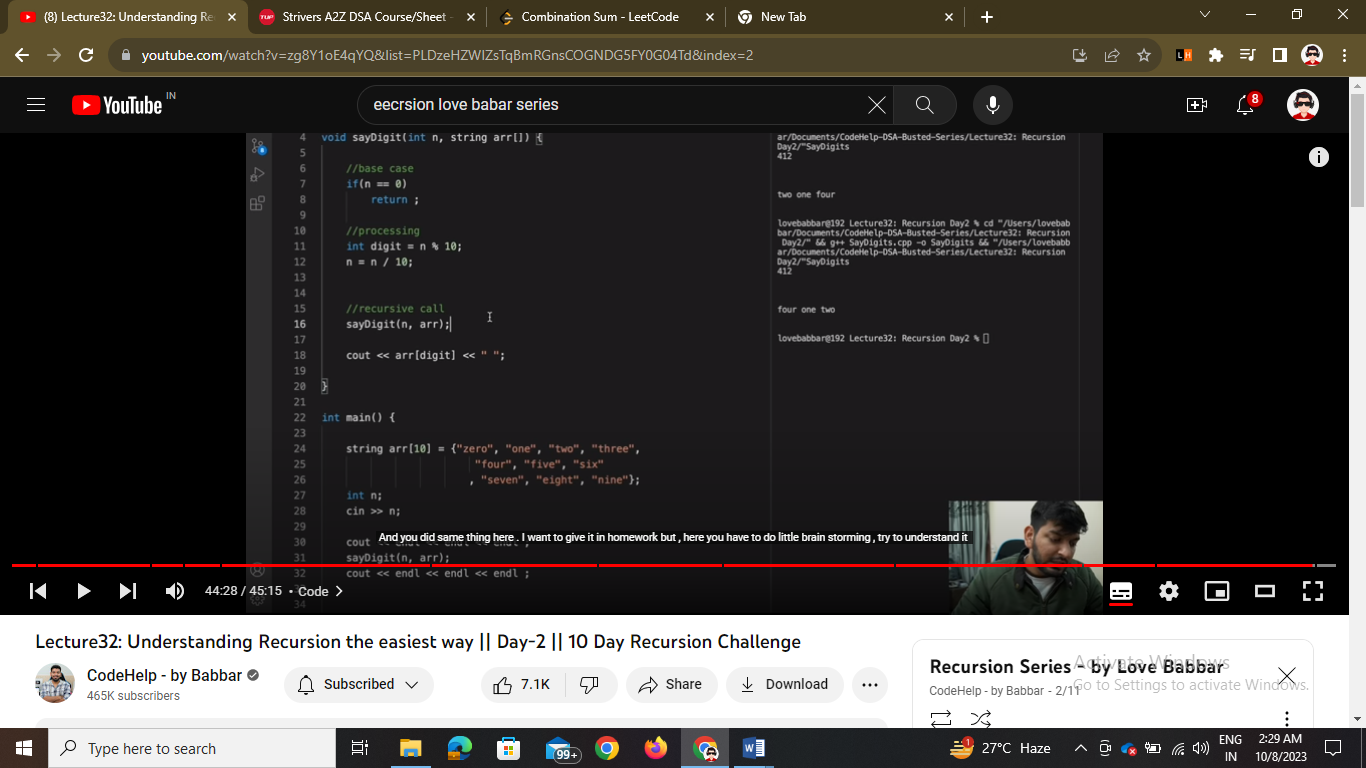 (8) Lecture32: Understanding Re
Strivers A2Z DSA Course/Sheet -
Combination Sum - LeetCode
New Tab
youtube.com/watch?v=zg8Y1oE4qYQ&list=PLDzeHZWIZsTqBmRGnsCOGNDG5FY0G04Td&index=2
YouTube IN
eecrsion love babar series
8
4 void sayDigit(int n, string arr[]) {
5
6 //base case
7 if(n == 0)
8 return ;
9
10 //processing
11 int digit = n % 10;
12 n = n / 10;
13
14
15 //recursive call
16 sayDigit(n, arr);
17
18 cout << arr[digit] << " ";
19
20 }
21
22 int main() {
23
24 string arr[10] = {"zero", "one", "two", "three",
25 "four", "five", "six"
26 , "seven", "eight", "nine"};
27 int n;
28 cin >> n;
29
30 cout << endl << endl << endl ;
31 sayDigit(n, arr);
32 cout << endl << endl << endl ;
34
ar/Documents/CodeHelp-DSA-Busted-Series/Lecture32: Recursion
Day2/"SayDigits
412
two one four
lovebabbar@192 Lecture32: Recursion Day2 % cd "/Users/lovebab
bar/Documents/CodeHelp-DSA-Busted-Series/Lecture32: Recursion
Day2/" && g++ SayDigits.cpp -o SayDigits && "/Users/lovebabb
ar/Documents/CodeHelp-DSA-Busted-Series/Lecture32: Recursion
Day2/"SayDigits
412
four one two
lovebabbar@192 Lecture32: Recursion Day2 %
And you did same thing here . I want to give it in homework but , here you have to do little brain storming , try to understand it
44:28 / 45:15 • Code
Lecture32: Understanding Recursion the easiest way || Day-2 || 10 Day Recursion Challenge
CodeHelp - by Babbar
465K subscribers
Subscribed
7.1K
Share
Download
Recursion Series - by Love Babbar
CodeHelp - by Babbar - 2/11
Activate Windows
Go to Settings to activate Windows.
Type here to search
99+
1
27°C Haze
ENG
IN
2:29 AM
10/8/2023